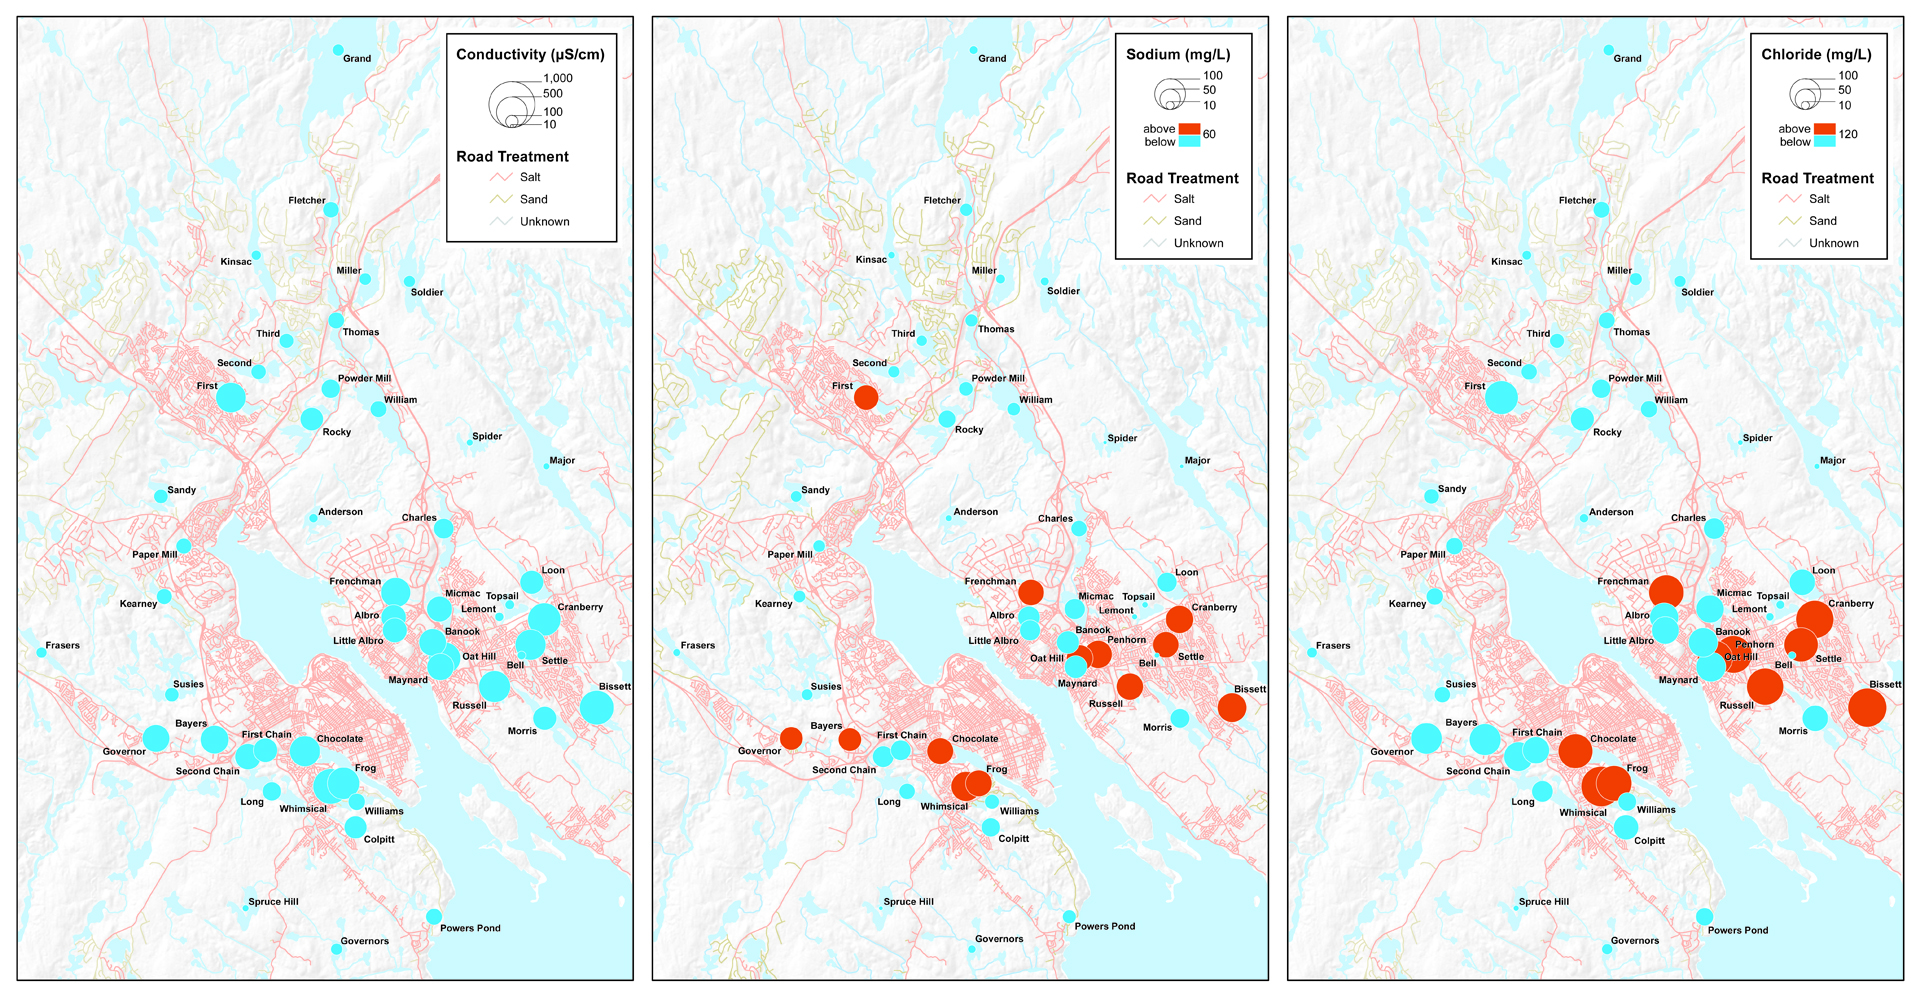 Conductivity (µS/cm)
1,000
500
100
10
Road Treatment
Salt
Sand
Unknown
Grand
Fletcher
Kinsac
Miller
Soldier
Third
Thomas
Second
First
Powder Mill
William
Rocky
Spider
Major
Sandy
Anderson
Charles
Paper Mill
Kearney
Frenchman
Loon
Micmac
Topsail
Lemont
Cranberry
Albro
Little Albro
Banook
Oat Hill
Bell
Settle
Frasers
Maynard
Susies
Russell
Bissett
Bayers
Morris
Governor
First Chain
Chocolate
Second Chain
Frog
Long
Whimsical
Williams
Colpitt
Spruce Hill
Powers Pond
Governors
Sodium (mg/L)
100
50
10
above
below
60
Road Treatment
Salt
Sand
Unknown
Grand
Fletcher
Kinsac
Miller
Soldier
Third
Thomas
Second
First
Powder Mill
William
Rocky
Spider
Major
Sandy
Anderson
Charles
Paper Mill
Kearney
Frenchman
Loon
Micmac
Topsail
Lemont
Cranberry
Albro
Little Albro
Banook
Penhorn
Oat Hill
Bell
Settle
Frasers
Maynard
Susies
Russell
Bissett
Bayers
Morris
Governor
First Chain
Chocolate
Second Chain
Frog
Long
Whimsical
Williams
Colpitt
Spruce Hill
Powers Pond
Governors
Chloride (mg/L)
100
50
10
above
below
120
Road Treatment
Salt
Sand
Unknown
Grand
Fletcher
Kinsac
Miller
Soldier
Third
Thomas
Second
First
Powder Mill
William
Rocky
Spider
Major
Sandy
Anderson
Charles
Paper Mill
Kearney
Frenchman
Loon
Micmac
Topsail
Lemont
Cranberry
Albro
Little Albro
Banook
Penhorn
Oat Hill
Bell
Settle
Frasers
Maynard
Susies
Russell
Bissett
Bayers
Morris
Governor
First Chain
Chocolate
Second Chain
Frog
Long
Whimsical
Williams
Colpitt
Spruce Hill
Powers Pond
Governors